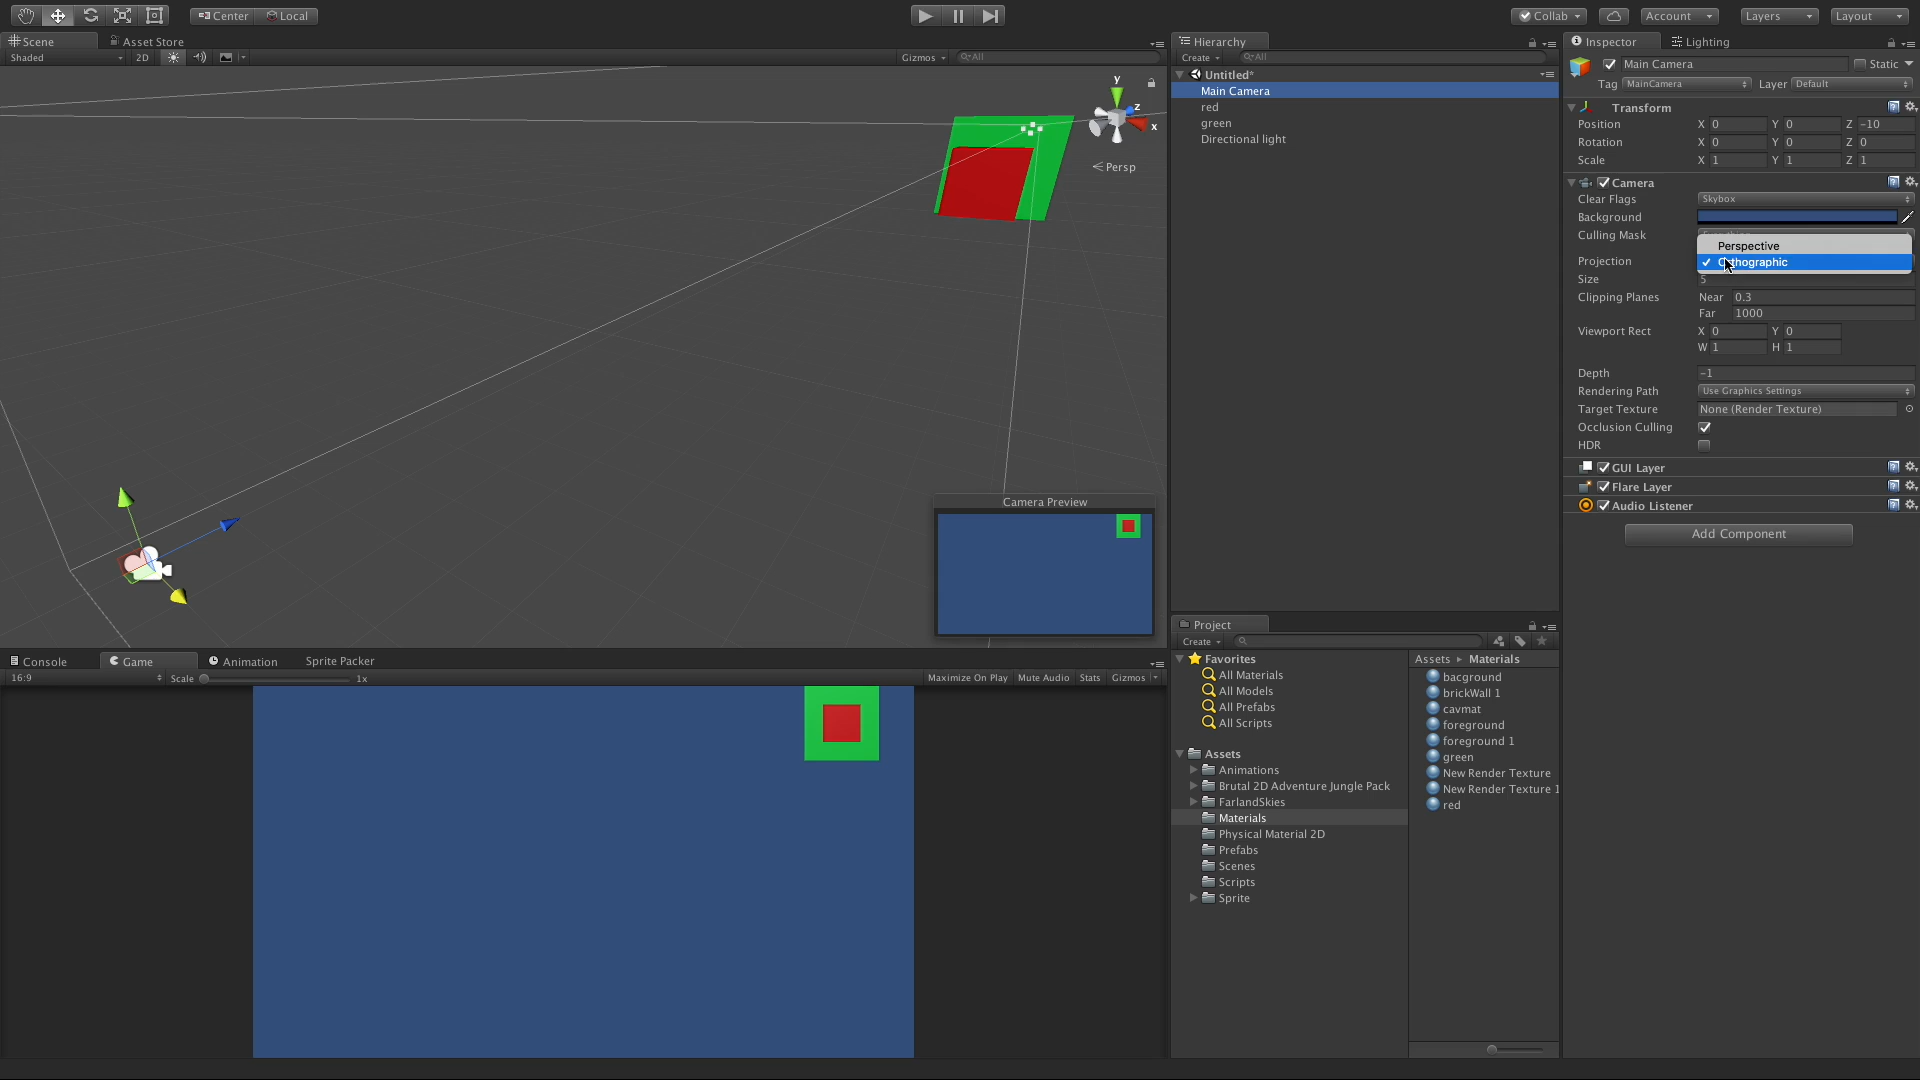 Center Local
Collab Account Layers Layout
Scene Asset Store
Shaded 2D Gizmos All
y
z
x
Persp
Camera Preview
Console Game Animation Sprite Packer
16:9 Scale 1x Maximize On Play Mute Audio Stats Gizmos
Hierarchy
Create All
Untitled*
Main Camera
red
green
Directional light
Project
Create
Favorites
All Materials
All Models
All Prefabs
All Scripts
Assets
Animations
Brutal 2D Adventure Jungle Pack
FarlandSkies
Materials
Physical Material 2D
Prefabs
Scenes
Scripts
Sprite
Assets Materials
bacground
brickWall 1
cavmat
foreground
foreground 1
green
New Render Texture
New Render Texture 1
red
Inspector Lighting
Main Camera Static
Tag MainCamera Layer Default
Transform
Position X 0 Y 0 Z -10
Rotation X 0 Y 0 Z 0
Scale X 1 Y 1 Z 1
Camera
Clear Flags Skybox
Background
Culling Mask
Perspective
Projection Orthographic
Size 5
Clipping Planes Near 0.3
Far 1000
Viewport Rect X 0 Y 0
W 1 H 1
Depth -1
Rendering Path Use Graphics Settings
Target Texture None (Render Texture)
Occlusion Culling
HDR
GUI Layer
Flare Layer
Audio Listener
Add Component